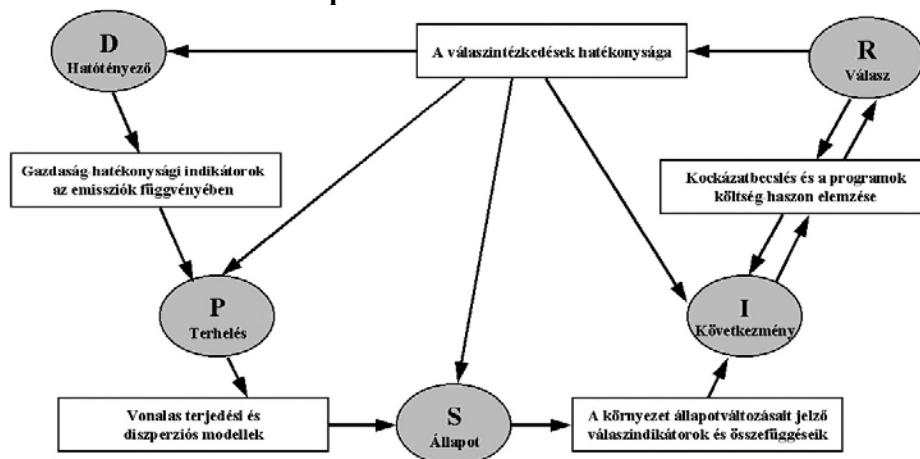 D
Hatótényező
A válaszintézkedések hatékonysága
R
Válasz
Gazdaság-hatékonysági indikátorok
az emissziók függvényében
Kockázatbecslés és a programok
költség-haszon elemzése
P
Terhelés
I
Következmény
Vonalas terjedési és
diszperziós modellek
S
Állapot
A környezet állapotváltozásait jelző
válaszindikátorok és összefüggéseik